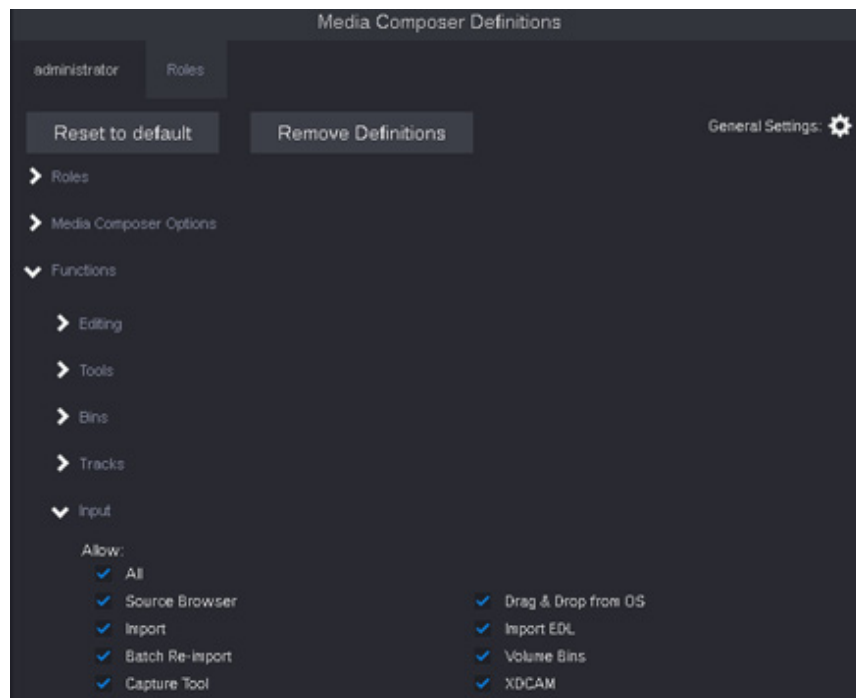 Media Composer Definitions
administrator Roles
Reset to default Remove Definitions General Settings:
Roles
Media Composer Options
Functions
Editing
Tools
Bins
Tracks
Input
Allow:
All
Source Browser Drag & Drop from OS
Import Import EDL
Batch Re-import Volume Bins
Capture Tool XDCAM